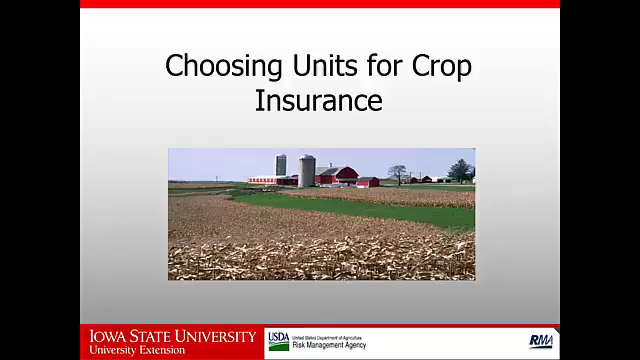 Choosing Units for Crop
Insurance
IOWA STATE UNIVERSITY
University Extension
USDA
United States Department of Agriculture
Risk Management Agency
RMA